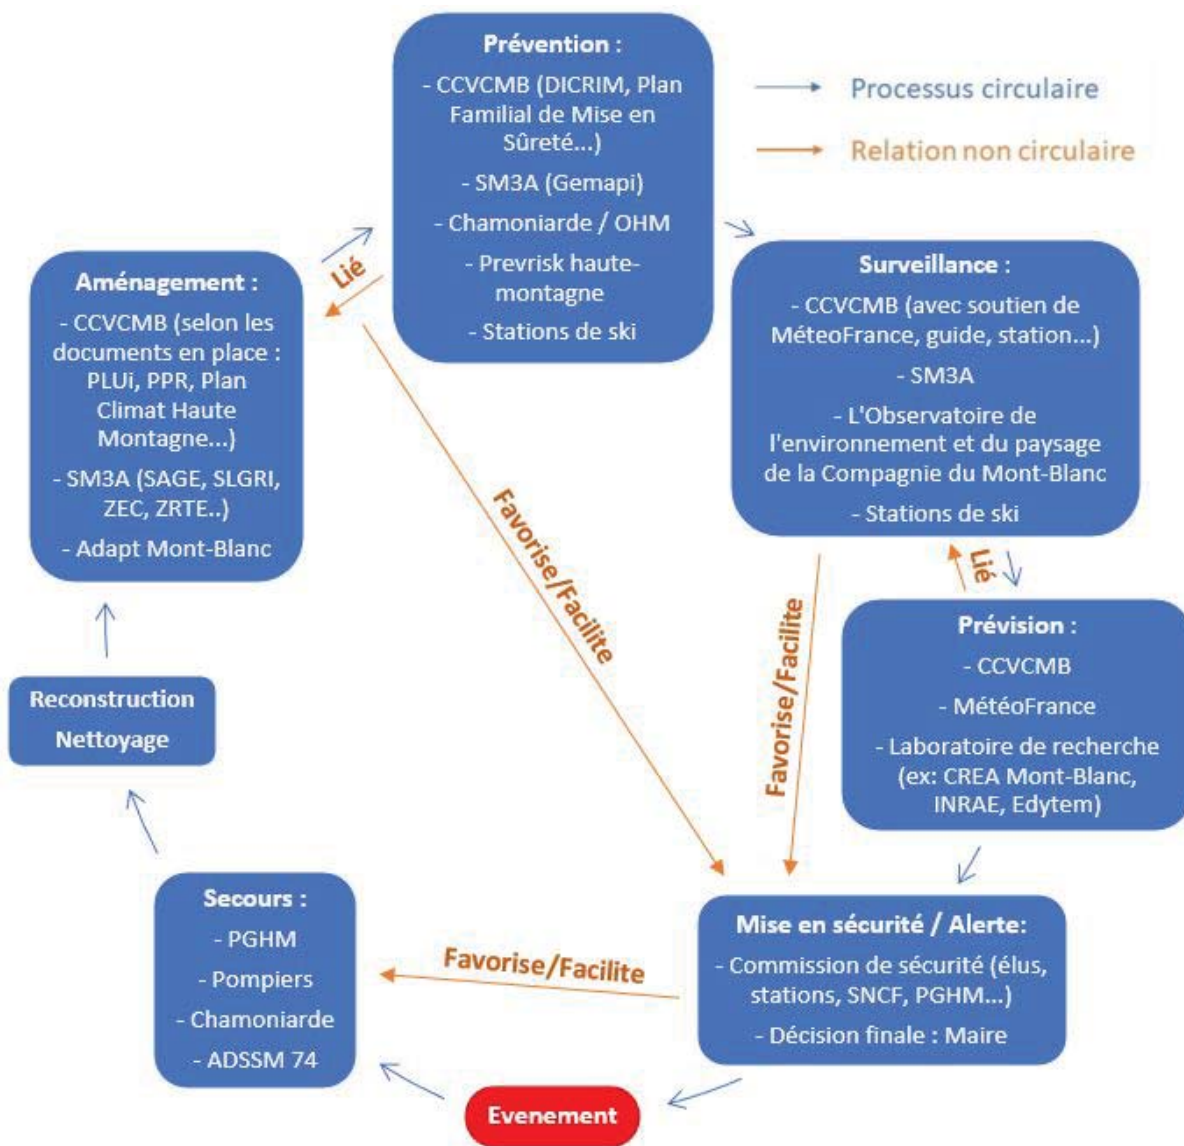 Prévention :
- CCVCMB (DICRIM, Plan
Familial de Mise en
Sûreté...)
- SM3A (Gemapi)
- Chamoniarde / OHM
- Prevrisk haute-
montagne
- Stations de ski
Processus circulaire
Relation non circulaire
Lié
Aménagement :
- CCVCMB (selon les
documents en place :
PLUi, PPR, Plan
Climat Haute
Montagne...)
- SM3A (SAGE, SLGRI,
ZEC, ZRTE..)
- Adapt Mont-Blanc
Surveillance :
- CCVCMB (avec soutien de
MéteoFrance, guide, station...)
- SM3A
- L'Observatoire de
l'environnement et du paysage
de la Compagnie du Mont-Blanc
- Stations de ski
Favorise/Facilite
Favorise/Facilite
Lié
Prévision :
- CCVCMB
- MétéoFrance
- Laboratoire de recherche
(ex: CREA Mont-Blanc,
INRAE, Edytem)
Reconstruction
Nettoyage
Secours :
- PGHM
- Pompiers
- Chamoniarde
- ADSSM 74
Favorise/Facilite
Mise en sécurité / Alerte:
- Commission de sécurité (élus,
stations, SNCF, PGHM...)
- Décision finale : Maire
Evenement